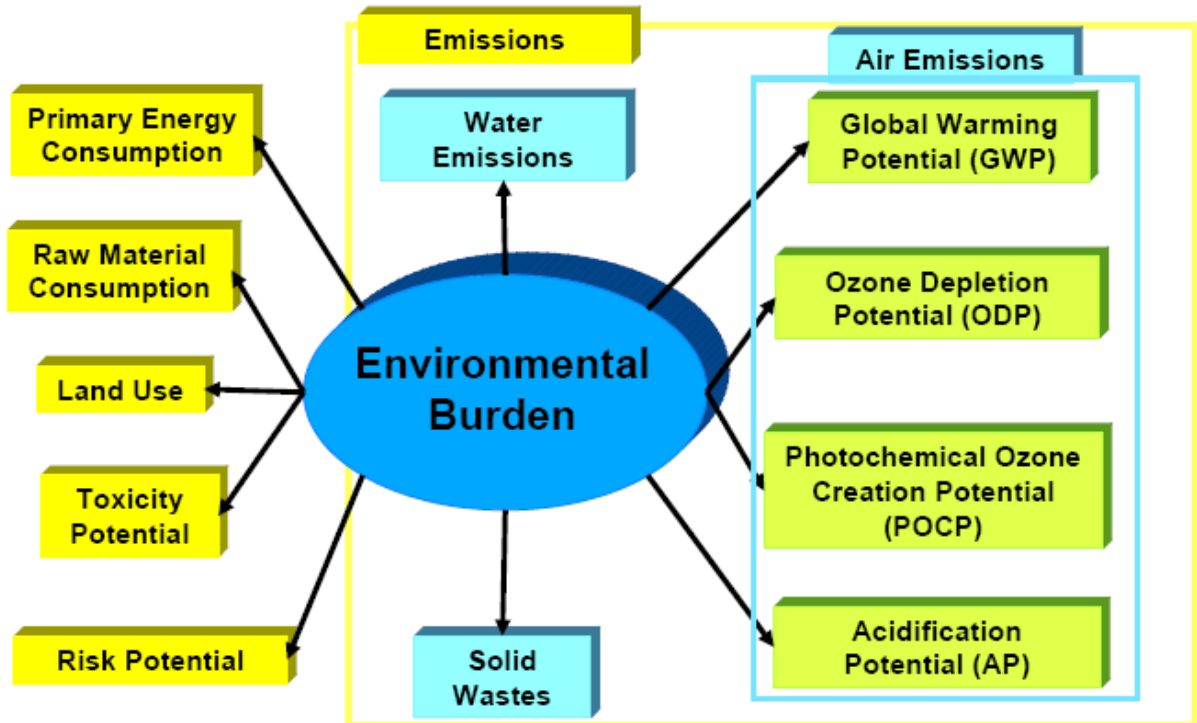 Emissions
Air Emissions
Primary Energy
Consumption
Water
Emissions
Global Warming
Potential (GWP)
Raw Material
Consumption
Ozone Depletion
Potential (ODP)
Environmental
Burden
Land Use
Photochemical Ozone
Creation Potential
(POCP)
Toxicity
Potential
Risk Potential
Solid
Wastes
Acidification
Potential (AP)